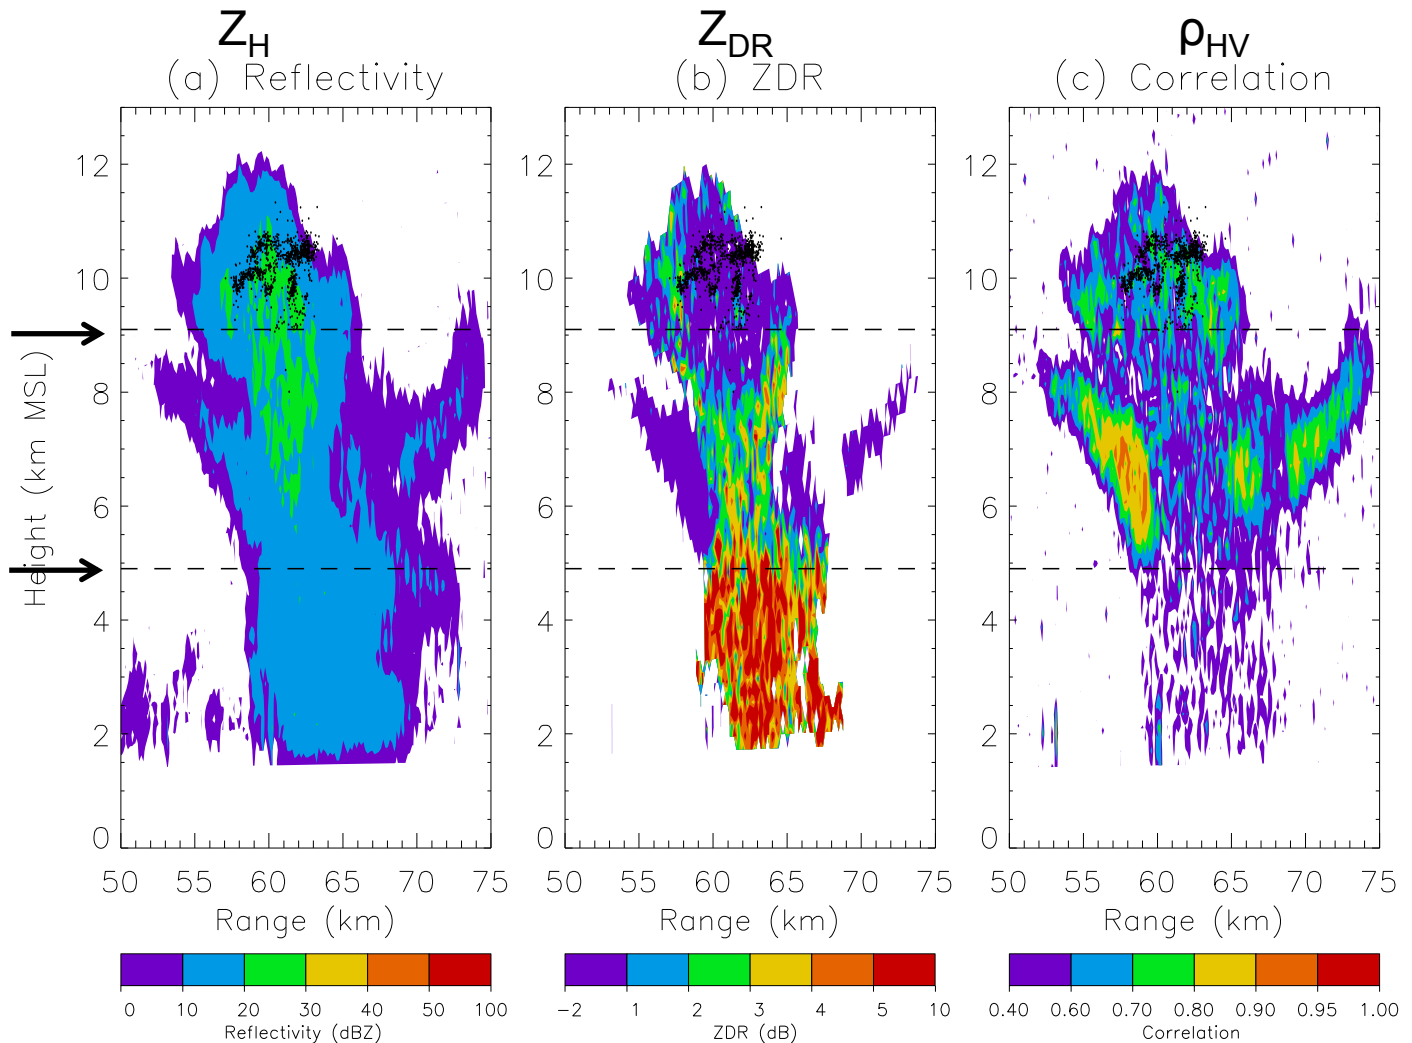 Z_H Z_DR ρ_HV
(a) Reflectivity (b) ZDR (c) Correlation
Height (km MSL)
12 12 12
10 10 10
8 8 8
6 6 6
4 4 4
2 2 2
0 0 0
50 55 60 65 70 75 50 55 60 65 70 75 50 55 60 65 70 75
Range (km) Range (km) Range (km)
0 10 20 30 40 50 100 −2 1 2 3 4 5 10 0.40 0.60 0.70 0.80 0.90 0.95 1.00
Reflectivity (dBZ) ZDR (dB) Correlation